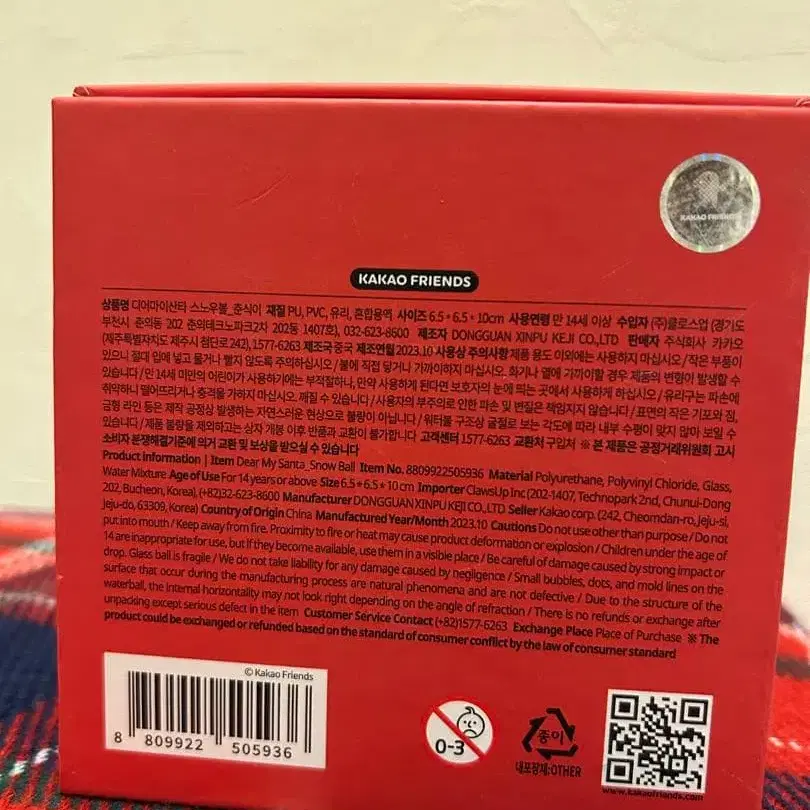 KAKAO FRIENDS
KAKAO FRIENDS
상품명 디어마이산타 스노우볼_춘식이 재질 PU, PVC, 유리, 혼합용액 사이즈 6.5*6.5*10cm 사용연령 만 14세 이상 수입자 (주)클로스업 (경기도
부천시 춘의동 202 춘의테크노파크2차 202동 1407호), 032-623-8600 제조자 DONGGUAN XINPU KEJI CO.,LTD 판매자 주식회사 카카오
(제주특별자치도 제주시 첨단로 242), 1577-6263 제조국 중국 제조연월 2023.10 사용상 주의사항 제품 용도 이외에는 사용하지 마십시오 / 작은 부품이
있으니 절대 입에 넣고 물거나 빨지 않도록 주의하십시오 / 불에 직접 닿거나 가까이하지 마십시오. 화기나 열에 가까이할 경우 제품의 변형이 발생할 수
있습니다 / 만 14세 미만의 어린이가 사용하기에는 부적절하나, 만약 사용하게 된다면 보호자의 눈에 띄는 곳에서 사용하게 하십시오 / 유리구는 파손에
취약하니 떨어뜨리거나 충격을 가하지 마십시오. 깨질 수 있습니다 / 사용자의 부주의로 인한 파손 및 변질은 책임지지 않습니다 / 표면의 작은 기포와 점,
금형 라인 등은 제작 공정상 발생하는 자연스러운 현상으로 불량이 아닙니다 / 워터볼 구조상 굴절로 보는 각도에 따라 내부 수평이 맞지 않아 보일 수
있습니다 / 제품 불량을 제외하고는 상자 개봉 이후 반품과 교환이 불가합니다 고객센터 1577-6263 교환처 구입처 ※ 본 제품은 공정거래위원회 고시
소비자 분쟁해결기준에 의거 교환 및 보상을 받으실 수 있습니다
Product information | Item Dear My Santa_Snow Ball Item No. 8809922505936 Material Polyurethane, Polyvinyl Chloride, Glass,
Water Mixture Age of Use For 14 years or above Size 6.5*6.5*10 cm Importer ClawsUp Inc (202-1407, Technopark 2nd, Chunui-Dong
202, Bucheon, Korea), (+82)32-623-8600 Manufacturer DONGGUAN XINPU KEJI CO.,LTD Seller Kakao corp. (242, Cheomdan-ro, Jeju-si,
Jeju-do, 63309, Korea) Country of Origin China Manufactured Year/Month 2023.10 Cautions Do not use other than purpose / Do not
put into mouth / Keep away from fire. Proximity to fire or heat may cause product deformation or explosion / Children under the age of
14 are inappropriate for use, but if they become available, use them in a visible place / Be careful of damage caused by strong impact or
drop. Glass ball is fragile / We do not take liability for any damage caused by negligence / Small bubbles, dots, and mold lines on the
surface that occur during the manufacturing process are natural phenomena and are not defective / Due to the structure of the
waterball, the internal horizontality may not look right depending on the angle of refraction / There is no refunds or exchange after
unpacking except serious defect in the item Customer Service Contact (+82)1577-6263 Exchange Place Place of Purchase ※ The
product could be exchanged or refunded based on the standard of consumer conflict by the law of consumer standard
© Kakao Friends
8 809922 505936
0-3
종이
내포장재:OTHER
www.kakaofriends.com